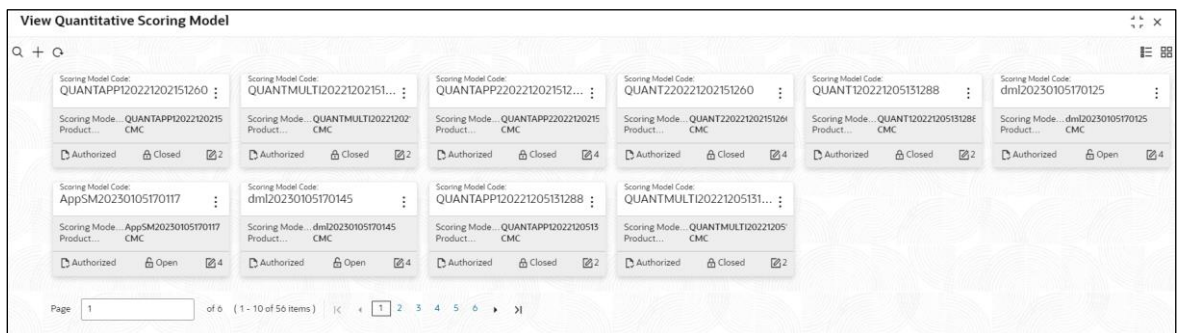 View Quantitative Scoring Model
Scoring Model Code:
QUANTAPP120221202151260
Scoring Mode... QUANTAPP12022120215
Product... CMC
Authorized Closed 2
Scoring Model Code:
QUANTMULTI20221202151...
Scoring Mode... QUANTMULTI20221202
Product... CMC
Authorized Closed 2
Scoring Model Code:
QUANTAPP2202212021512...
Scoring Mode... QUANTAPP22022120215
Product... CMC
Authorized Closed 4
Scoring Model Code:
QUANT220221202151260
Scoring Mode... QUANT22022120215126
Product... CMC
Authorized Closed 4
Scoring Model Code:
QUANT120221205131288
Scoring Mode... QUANT120221205131288
Product... CMC
Authorized Closed 2
Scoring Model Code:
dml20230105170125
Scoring Mode... dml20230105170125
Product... CMC
Authorized Open 4
Scoring Model Code:
AppSM20230105170117
Scoring Mode... AppSM20230105170117
Product... CMC
Authorized Open 4
Scoring Model Code:
dml20230105170145
Scoring Mode... dml20230105170145
Product... CMC
Authorized Open 4
Scoring Model Code:
QUANTAPP120221205131288
Scoring Mode... QUANTAPP12022120513
Product... CMC
Authorized Closed 2
Scoring Model Code:
QUANTMULTI20221205131...
Scoring Mode... QUANTMULTI20221205
Product... CMC
Authorized Closed 2
Page 1 of 6 (1 - 10 of 56 items) 1 2 3 4 5 6